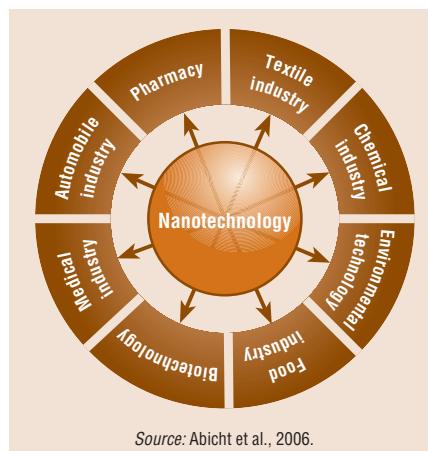 Pharmacy
Textile
industry
Chemical
industry
Environmental
technology
Food
industry
Biotechnology
Medical
industry
Automobile
industry
Nanotechnology
Source: Abicht et al., 2006.